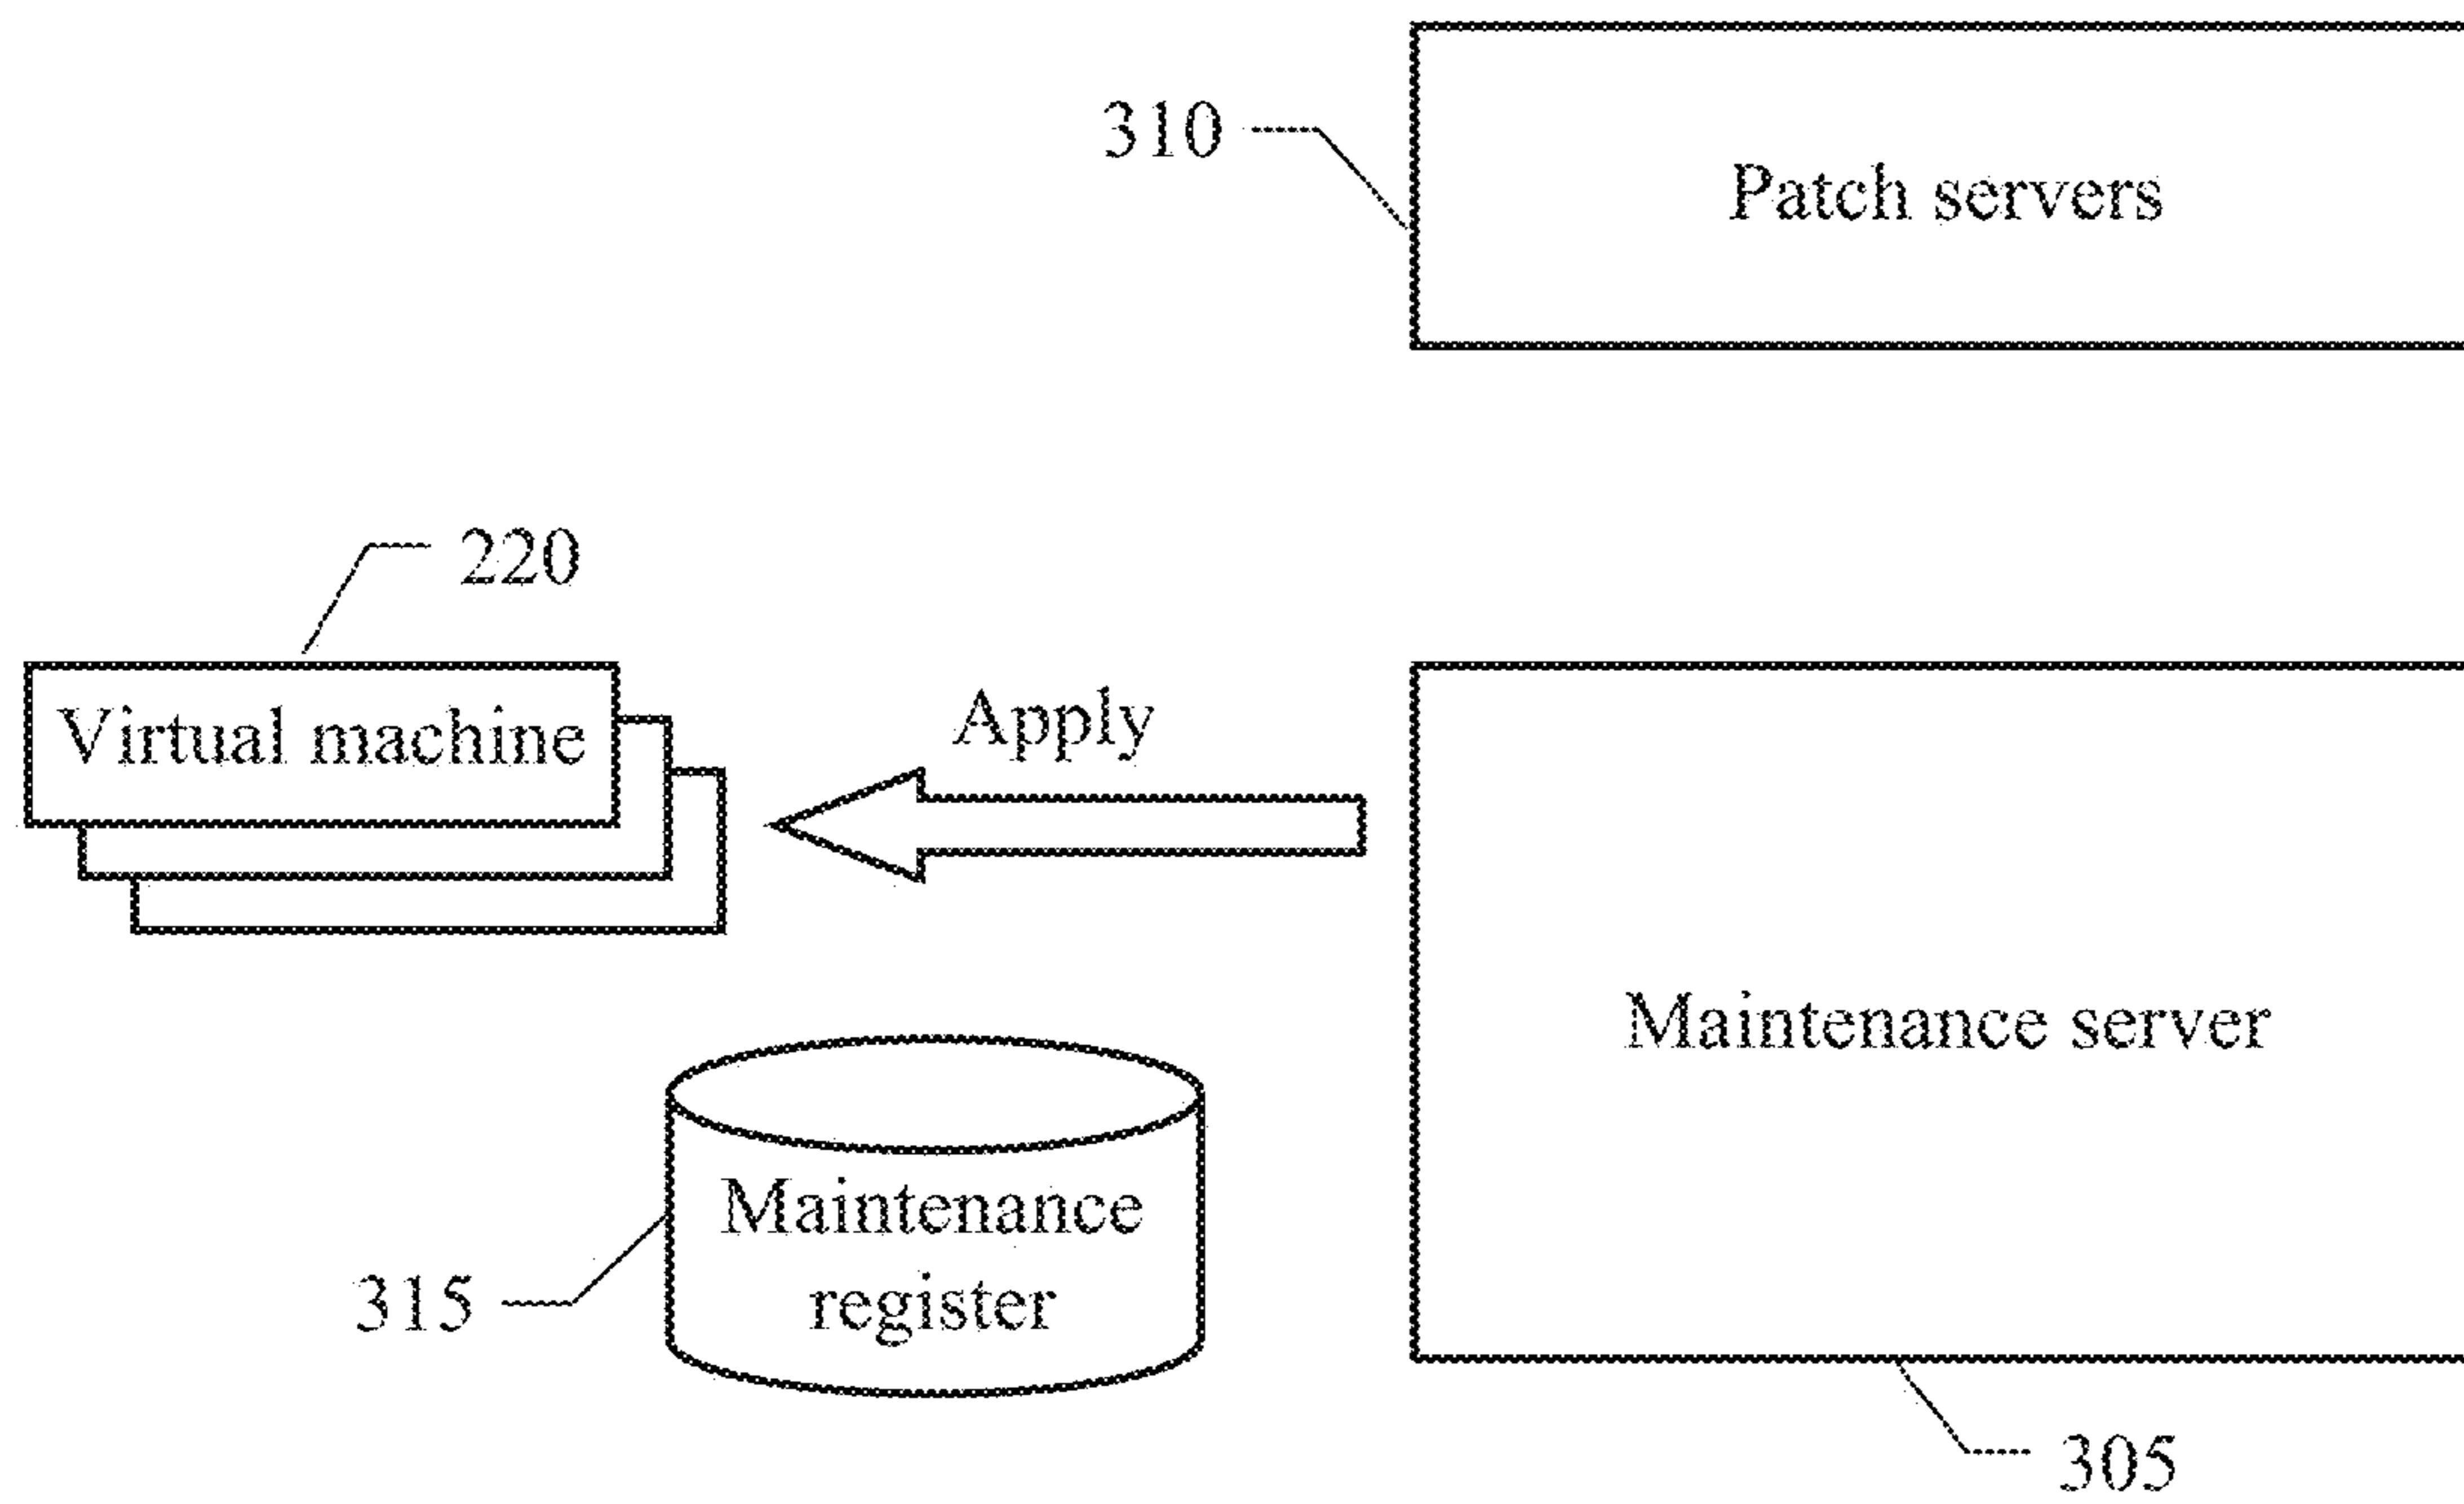 310
Patch servers
220
Virtual machine
Apply
Maintenance server
Maintenance
register
315
305